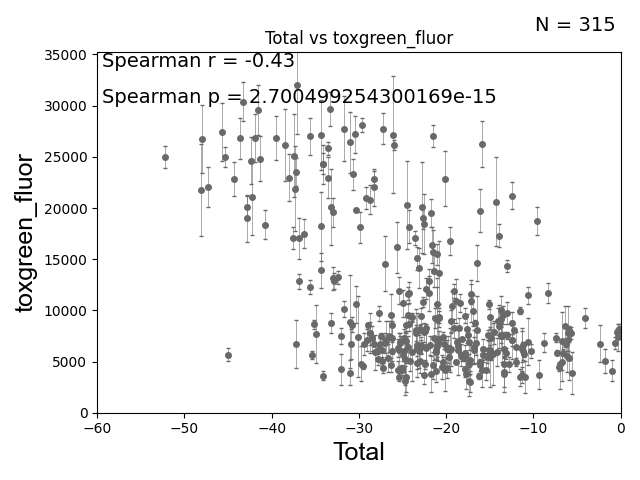 N = 315
Total vs toxgreen_fluor
Spearman r = -0.43
Spearman p = 2.700499254300169e-15
35000
30000
25000
20000
15000
10000
5000
0
toxgreen_fluor
−60 −50 −40 −30 −20 −10 0
Total